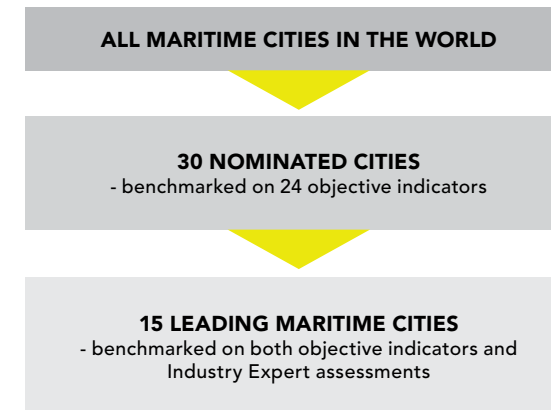 ALL MARITIME CITIES IN THE WORLD
30 NOMINATED CITIES
- benchmarked on 24 objective indicators
15 LEADING MARITIME CITIES
- benchmarked on both objective indicators and
Industry Expert assessments